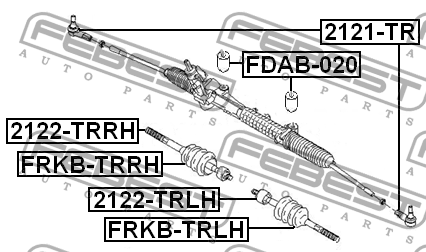 2121-TR
FDAB-020
2122-TRRH
FRKB-TRRH
2122-TRLH
FRKB-TRLH
FEBEST
AUTO PARTS
FEBEST
AUTO PARTS
FEBEST
AUTO PARTS